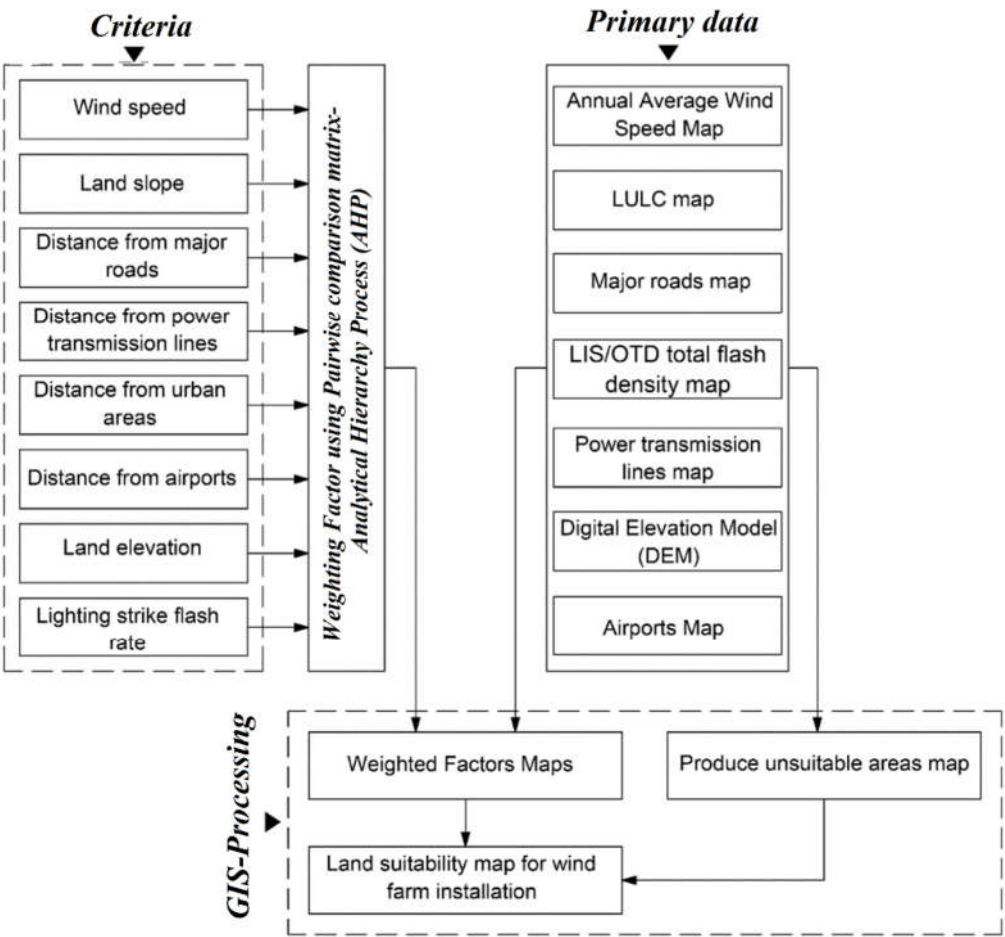 Criteria
Wind speed
Land slope
Distance from major
roads
Distance from power
transmission lines
Distance from urban
areas
Distance from airports
Land elevation
Lighting strike flash
rate
Weighting Factor using Pairwise comparison matrix-
Analytical Hierarchy Process (AHP)
Primary data
Annual Average Wind
Speed Map
LULC map
Major roads map
LIS/OTD total flash
density map
Power transmission
lines map
Digital Elevation Model
(DEM)
Airports Map
GIS-Processing
Weighted Factors Maps
Produce unsuitable areas map
Land suitability map for wind
farm installation